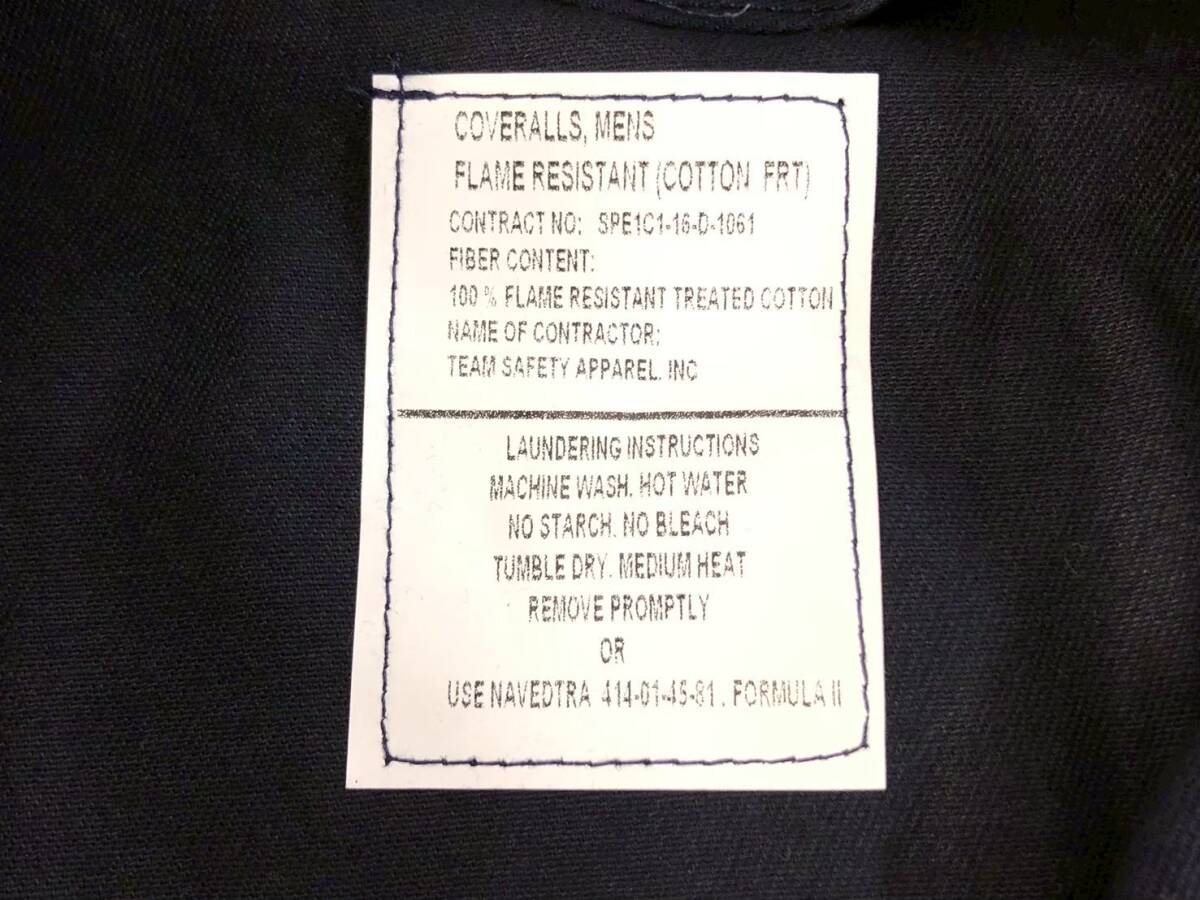 COVERALLS, MENS
FLAME RESISTANT (COTTON FRT)
CONTRACT NO: SPE1C1-16-D-1061
FIBER CONTENT:
100 % FLAME RESISTANT TREATED COTTON
NAME OF CONTRACTOR:
TEAM SAFETY APPAREL. INC
LAUNDERING INSTRUCTIONS
MACHINE WASH. HOT WATER
NO STARCH. NO BLEACH
TUMBLE DRY. MEDIUM HEAT
REMOVE PROMPTLY
OR
USE NAVEDTRA 414-01-45-81. FORMULA II